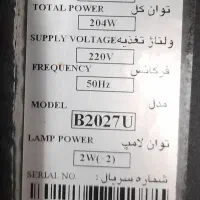 TOTAL POWER توان کل
204W
SUPPLY VOLTAGE ولتاژ تغذیه
220V
FREQUENCY فرکانس
50Hz
MODEL مدل
B2027U
LAMP POWER توان لامپ
2W(·2)
SERIAL NO شماره سریال: